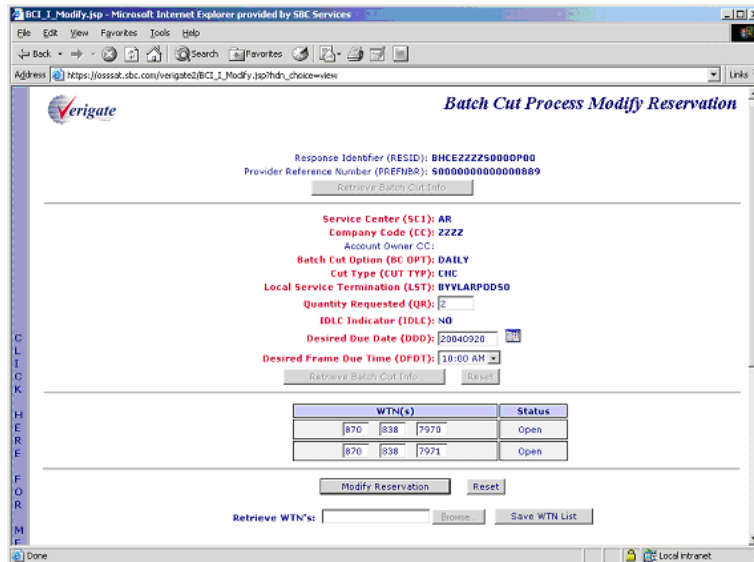 BCI_I_Modify.jsp - Microsoft Internet Explorer provided by SBC Services
File Edit View Favorites Tools Help
Back Search Favorites
Address https://osssat.sbc.com/verigate2/BCI_I_Modify.jsp?hdn_choice=view Links
Verigate
Batch Cut Process Modify Reservation
Response Identifier (RESID): BHCEZZZZS000OP00
Provider Reference Number (PREFNBR): S0000000000000889
Retrieve Batch Cut Info
Service Center (SC1): AR
Company Code (CC): ZZZZ
Account Owner CC:
Batch Cut Option (BC OPT): DAILY
Cut Type (CUT TYP): CHC
Local Service Termination (LST): BYVLARPODS0
Quantity Requested (QR): 2
IDLC Indicator (IDLC): NO
Desired Due Date (DDD): 20040920
Desired Frame Due Time (DFDT): 10:00 AM
Retrieve Batch Cut Info Reset
WTN(s) Status
870 838 7970 Open
870 838 7971 Open
Modify Reservation Reset
Retrieve WTN's: Browse... Save WTN List
CLICK HERE FOR ME
Done Local intranet